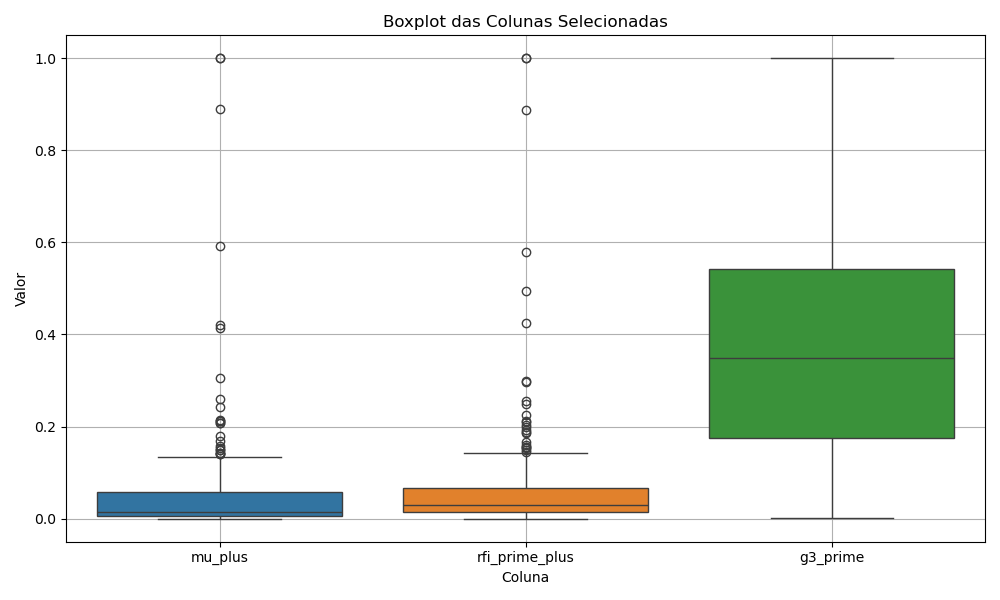 Boxplot das Colunas Selecionadas
1.0
0.8
0.6
0.4
0.2
0.0
Valor
mu_plus
rfi_prime_plus
g3_prime
Coluna